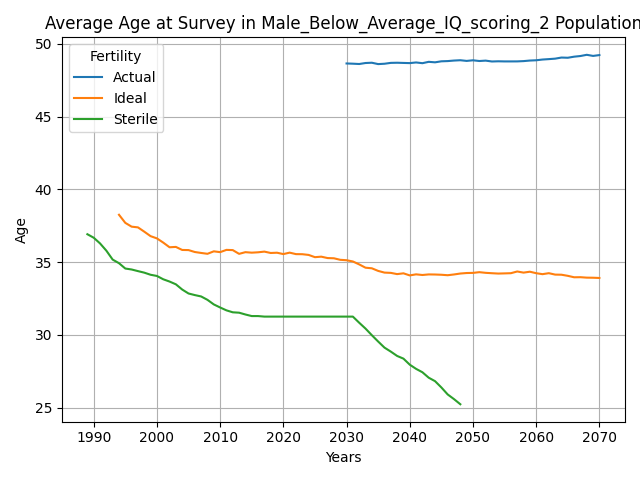 Average Age at Survey in Male_Below_Average_IQ_scoring_2 Population
Fertility
Actual
Ideal
Sterile
Age
50
45
40
35
30
25
1990 2000 2010 2020 2030 2040 2050 2060 2070
Years